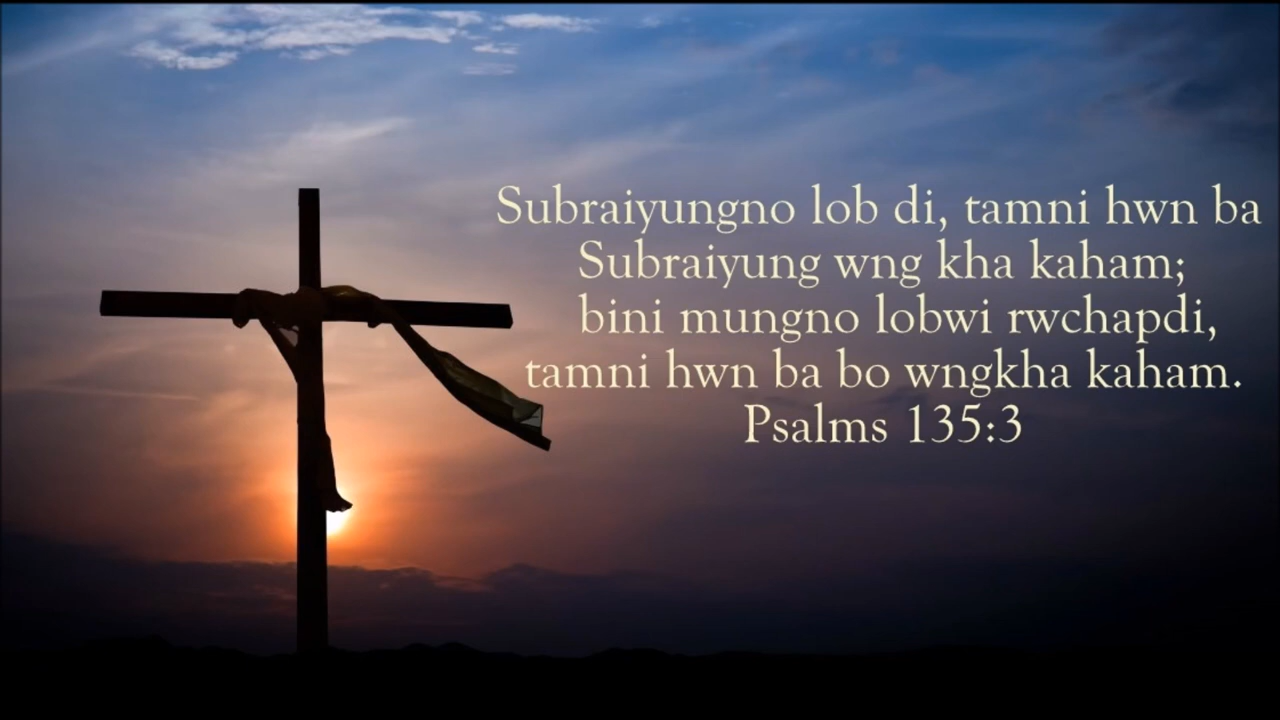 Subraiyungno lob di, tamni hwn ba
Subraiyung wng kha kaham;
bini mungno lobwi rwchapdi,
tamni hwn ba bo wngkha kaham.
Psalms 135:3